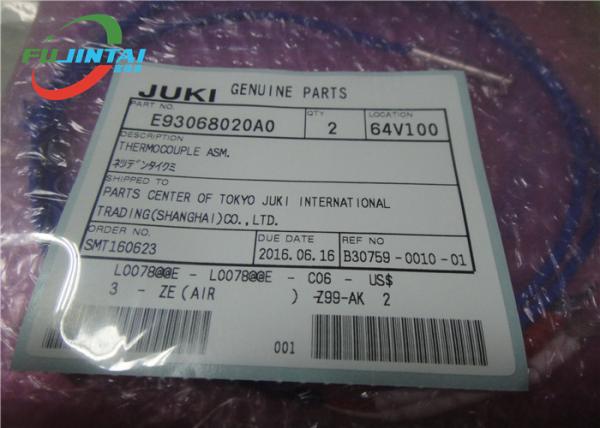 FUJINTAI
JUKI GENUINE PARTS
PART NO. QTY LOCATION
E93068020A0 2 64V100
DESCRIPTION
THERMOCOUPLE ASM.
ネツデンタイクミ
SHIPPED TO
PARTS CENTER OF TOKYO JUKI INTERNATIONAL
TRADING(SHANGHAI)CO.,LTD.
ORDER NO. DUE DATE REF NO
SMT160623 2016.06.16 B30759-0010-01
L0078@@E - L0078@@E - C06 - US$
3 - ZE(AIR ) -Z99-AK 2
001